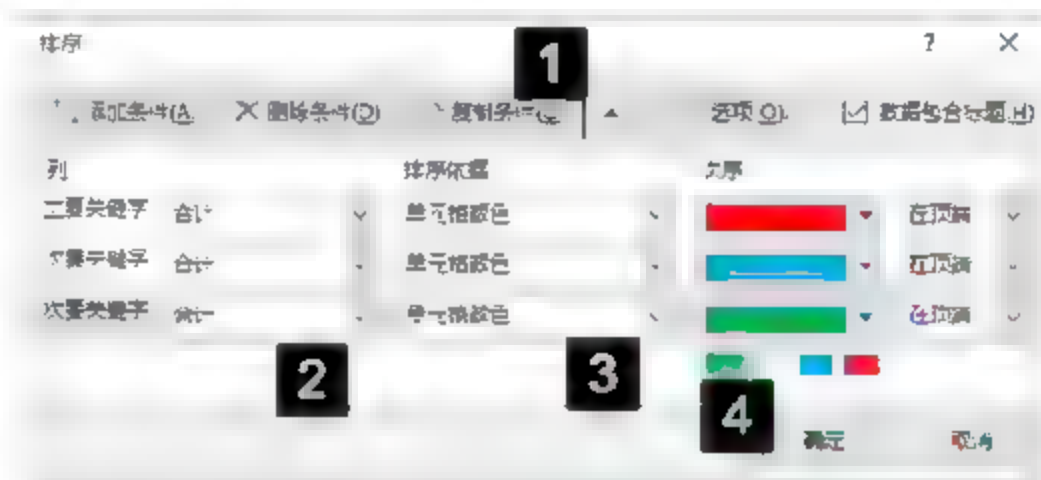 排序 ? ×
1
添加条件(A) 删除条件(D) 复制条件(C) 选项(O) 数据包含标题(H)
列 排序依据 次序
主要关键字 合计 单元格颜色 在顶端
次要关键字 合计 单元格颜色 在顶端
次要关键字 合计 单元格颜色 在顶端
2 3 4
确定 取消